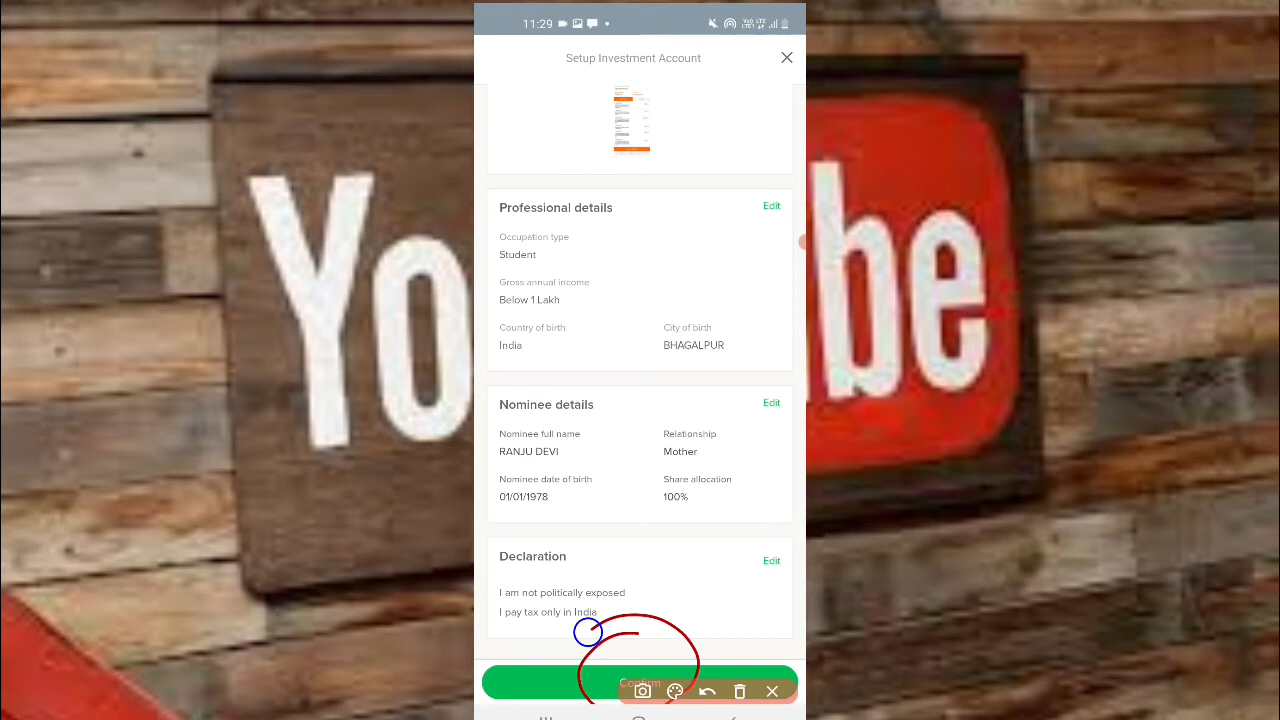 11:29
Setup Investment Account
Professional details
Edit
Occupation type
Student
Gross annual income
Below 1 Lakh
Country of birth
City of birth
India
BHAGALPUR
Nominee details
Edit
Nominee full name
Relationship
RANJU DEVI
Mother
Nominee date of birth
Share allocation
01/01/1978
100%
Declaration
Edit
I am not politically exposed
I pay tax only in India
Confirm
Yo
be